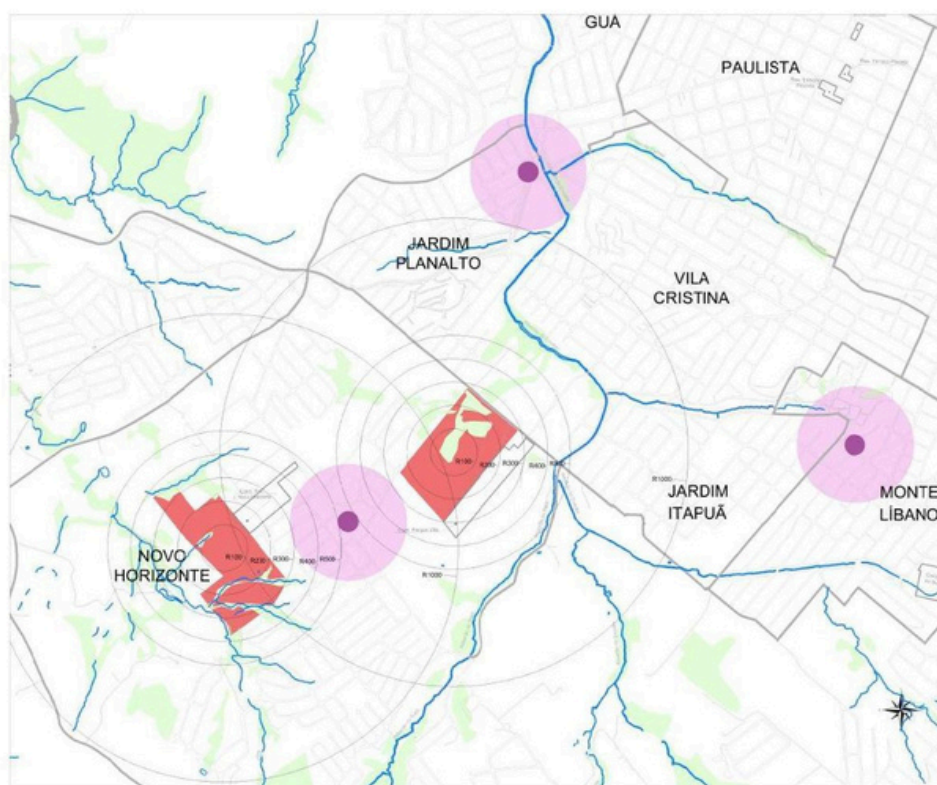 GUA
PAULISTA
JARDIM
PLANALTO
VILA
CRISTINA
R100
R200
R300
R400
R500
R1000
JARDIM
ITAPUÃ
MONTE
LÍBANO
NOVO
HORIZONTE
R100
R200
R300
R400
R500
R1000